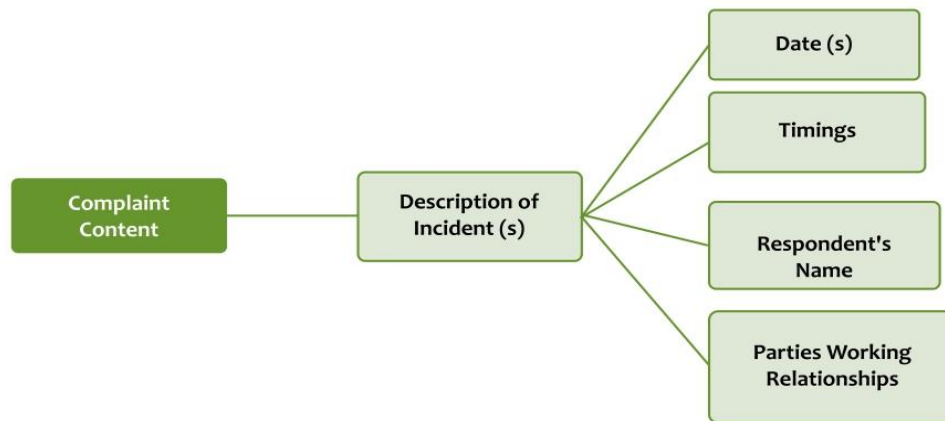 Complaint
Content
Description of
Incident (s)
Date (s)
Timings
Respondent's
Name
Parties Working
Relationships